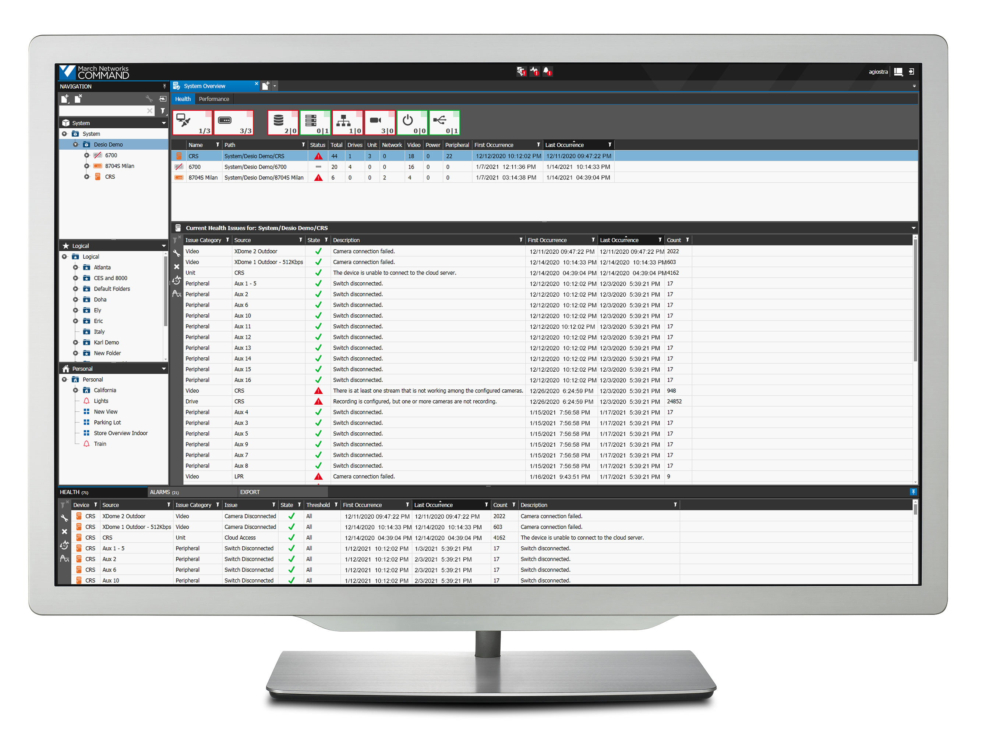 March Networks
COMMAND
agiostra
NAVIGATION
System Overview
Health Performance
1/3 3/3 2|0 0|1 1|0 3|0 0|0 0|1
System
System
Desio Demo
6700
8704S Milan
CRS
Name Path Status Total Drives Unit Network Video Power Peripheral First Occurrence Last Occurrence
CRS System/Desio Demo/CRS 44 1 3 0 18 0 22 12/12/2020 10:12:02 PM 12/11/2020 09:47:22 PM
6700 System/Desio Demo/6700 20 4 0 0 16 0 0 1/7/2021 12:11:36 PM 1/14/2021 10:14:33 PM
8704S Milan System/Desio Demo/8704S Milan 6 0 0 2 4 0 0 1/7/2021 03:14:38 PM 1/14/2021 04:39:04 PM
Logical
Logical
Atlanta
CES and 8000
Default Folders
Doha
Ely
Eric
Italy
Karl Demo
New Folder
Personal
Personal
California
Lights
New View
Parking Lot
Store Overview Indoor
Train
Current Health Issues for: System/Desio Demo/CRS
Issue Category Source State Description First Occurrence Last Occurrence Count
Video XDome 2 Outdoor Camera connection failed. 12/11/2020 09:47:22 PM 12/11/2020 09:47:22 PM 2022
Video XDome 1 Outdoor - 512Kbps Camera connection failed. 12/14/2020 10:14:33 PM 12/14/2020 10:14:33 PM 603
Unit CRS The device is unable to connect to the cloud server. 12/14/2020 04:39:04 PM 12/14/2020 04:39:04 PM 4162
Peripheral Aux 1 - 5 Switch disconnected. 12/12/2020 10:12:02 PM 12/3/2020 5:39:21 PM 17
Peripheral Aux 2 Switch disconnected. 12/12/2020 10:12:02 PM 12/3/2020 5:39:21 PM 17
Peripheral Aux 6 Switch disconnected. 12/12/2020 10:12:02 PM 12/3/2020 5:39:21 PM 17
Peripheral Aux 10 Switch disconnected. 12/12/2020 10:12:02 PM 12/3/2020 5:39:21 PM 17
Peripheral Aux 11 Switch disconnected. 12/12/2020 10:12:02 PM 12/3/2020 5:39:21 PM 17
Peripheral Aux 12 Switch disconnected. 12/12/2020 10:12:02 PM 12/3/2020 5:39:21 PM 17
Peripheral Aux 13 Switch disconnected. 12/12/2020 10:12:02 PM 12/3/2020 5:39:21 PM 17
Peripheral Aux 14 Switch disconnected. 12/12/2020 10:12:02 PM 12/3/2020 5:39:21 PM 17
Peripheral Aux 15 Switch disconnected. 12/12/2020 10:12:02 PM 12/3/2020 5:39:21 PM 17
Peripheral Aux 16 Switch disconnected. 12/12/2020 10:12:02 PM 12/3/2020 5:39:21 PM 17
Video CRS There is at least one stream that is not working among the configured cameras. 12/26/2020 6:24:59 PM 12/3/2020 5:39:21 PM 948
Drive CRS Recording is configured, but one or more cameras are not recording. 12/26/2020 6:24:59 PM 12/3/2020 5:39:21 PM 24852
Peripheral Aux 4 Switch disconnected. 1/15/2021 7:56:58 PM 1/17/2021 5:39:21 PM 17
Peripheral Aux 3 Switch disconnected. 1/15/2021 7:56:58 PM 1/17/2021 5:39:21 PM 17
Peripheral Aux 5 Switch disconnected. 1/15/2021 7:56:58 PM 1/17/2021 5:39:21 PM 17
Peripheral Aux 9 Switch disconnected. 1/15/2021 7:56:58 PM 1/17/2021 5:39:21 PM 17
Peripheral Aux 7 Switch disconnected. 1/15/2021 7:56:58 PM 1/17/2021 5:39:21 PM 17
Peripheral Aux 8 Switch disconnected. 1/15/2021 7:56:58 PM 1/17/2021 5:39:21 PM 17
Video LPR Camera connection failed. 1/16/2021 9:43:51 PM 1/17/2021 5:39:21 PM 9
HEALTH (71) ALARMS (21) EXPORT
Device Source Issue Category Issue State Threshold First Occurrence Last Occurrence Count Description
CRS XDome 2 Outdoor Video Camera Disconnected All 12/11/2020 09:47:22 PM 12/11/2020 09:47:22 PM 2022 Camera connection failed.
CRS XDome 1 Outdoor - 512Kbps Video Camera Disconnected All 12/14/2020 10:14:33 PM 12/14/2020 10:14:33 PM 603 Camera connection failed.
CRS CRS Unit Cloud Access All 12/14/2020 04:39:04 PM 12/14/2020 04:39:04 PM 4162 The device is unable to connect to the cloud server.
CRS Aux 1 - 5 Peripheral Switch Disconnected All 1/12/2021 10:12:02 PM 1/3/2021 5:39:21 PM 17 Switch disconnected.
CRS Aux 2 Peripheral Switch Disconnected All 1/12/2021 10:12:02 PM 2/3/2021 5:39:21 PM 17 Switch disconnected.
CRS Aux 6 Peripheral Switch Disconnected All 1/12/2021 10:12:02 PM 2/3/2021 5:39:21 PM 17 Switch disconnected.
CRS Aux 10 Peripheral Switch Disconnected All 1/12/2021 10:12:02 PM 2/3/2021 5:39:21 PM 17 Switch disconnected.